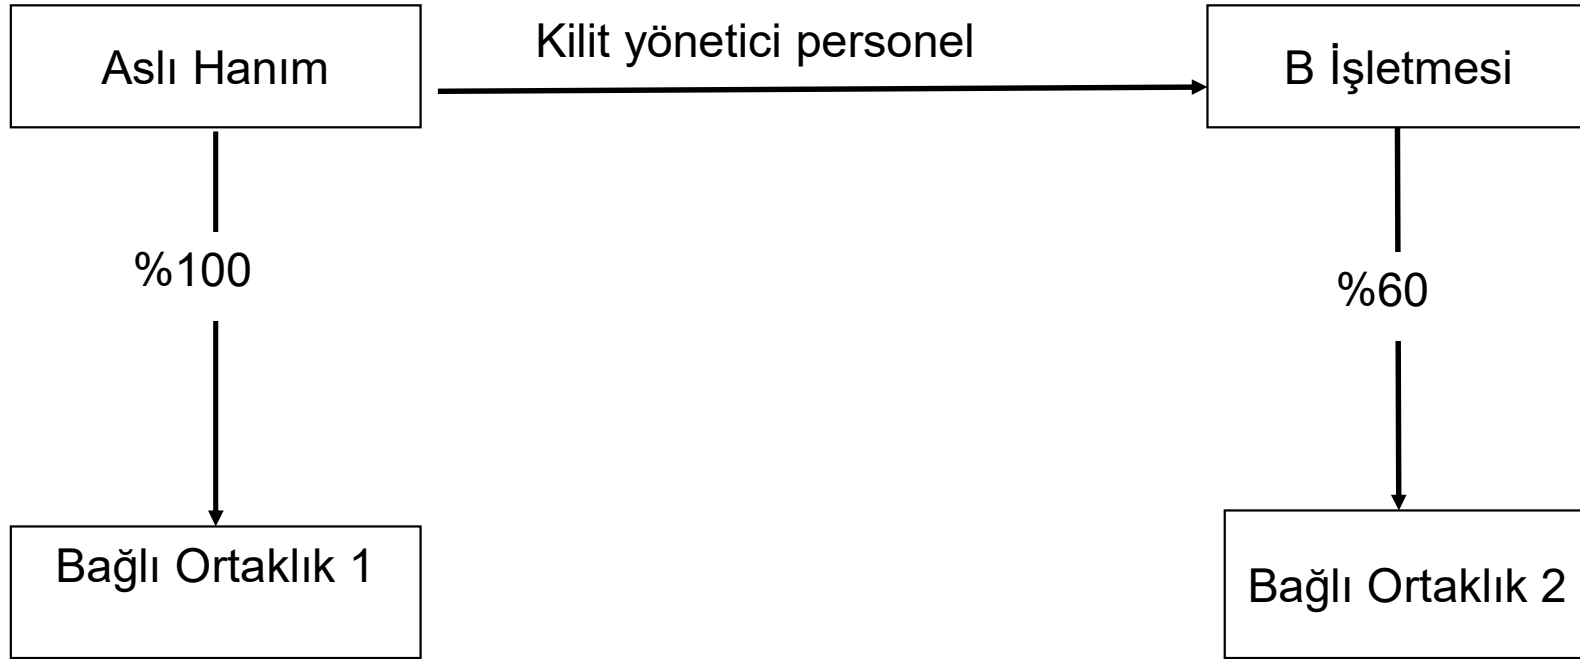 Aslı Hanım
Kilit yönetici personel
B İşletmesi
%100
%60
Bağlı Ortaklık 1
Bağlı Ortaklık 2